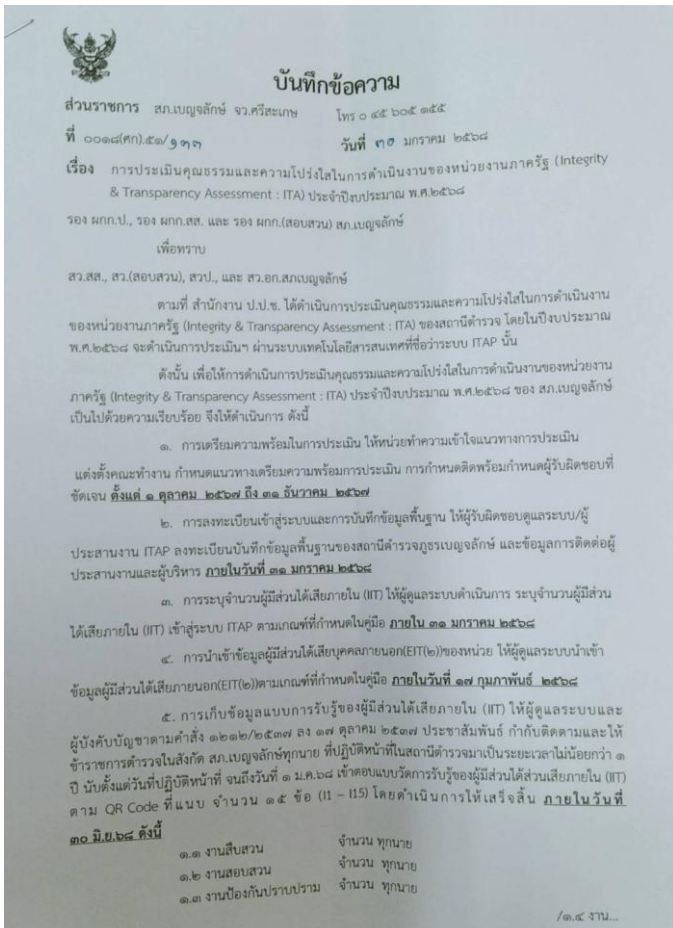 บันทึกข้อความ
ส่วนราชการ สภ.เบญจลักษ์ จว.ศรีสะเกษ โทร ๐ ๔๕ ๖๐๕ ๑๕๕
ที่ ๐๐๑๘(ศก).๕๑/๑๓๓ วันที่ ๓๐ มกราคม ๒๕๖๘
เรื่อง การประเมินคุณธรรมและความโปร่งใสในการดำเนินงานของหน่วยงานภาครัฐ (Integrity
& Transparency Assessment : ITA) ประจำปีงบประมาณ พ.ศ.๒๕๖๘
รอง ผกก.ป., รอง ผกก.สส. และ รอง ผกก.(สอบสวน) สภ.เบญจลักษ์
เพื่อทราบ
สว.สส., สว.(สอบสวน), สวป., และ สว.อก.สภเบญจลักษ์
ตามที่ สำนักงาน ป.ป.ช. ได้ดำเนินการประเมินคุณธรรมและความโปร่งใสในการดำเนินงาน
ของหน่วยงานภาครัฐ (Integrity & Transparency Assessment : ITA) ของสถานีตำรวจ โดยในปีงบประมาณ
พ.ศ.๒๕๖๘ จะดำเนินการประเมินฯ ผ่านระบบเทคโนโลยีสารสนเทศที่ชื่อว่าระบบ ITAP นั้น
ดังนั้น เพื่อให้การดำเนินการประเมินคุณธรรมและความโปร่งใสในการดำเนินงานของหน่วยงาน
ภาครัฐ (Integrity & Transparency Assessment : ITA) ประจำปีงบประมาณ พ.ศ.๒๕๖๘ ของ สภ.เบญจลักษ์
เป็นไปด้วยความเรียบร้อย จึงให้ดำเนินการ ดังนี้
๑. การเตรียมความพร้อมในการประเมิน ให้หน่วยทำความเข้าใจแนวทางการประเมิน
แต่งตั้งคณะทำงาน กำหนดแนวทางเตรียมความพร้อมการประเมิน การกำหนดติดพร้อมกำหนดผู้รับผิดชอบที่
ชัดเจน ตั้งแต่ ๑ ตุลาคม ๒๕๖๗ ถึง ๓๑ ธันวาคม ๒๕๖๗
๒. การลงทะเบียนเข้าสู่ระบบและการบันทึกข้อมูลพื้นฐาน ให้ผู้รับผิดชอบดูแลระบบ/ผู้
ประสานงาน ITAP ลงทะเบียนบันทึกข้อมูลพื้นฐานของสถานีตำรวจภูธรเบญจลักษ์ และข้อมูลการติดต่อผู้
ประสานงานและผู้บริหาร ภายในวันที่ ๓๑ มกราคม ๒๕๖๘
๓. การระบุจำนวนผู้มีส่วนได้เสียภายใน (IIT) ให้ผู้ดูแลระบบดำเนินการ ระบุจำนวนผู้มีส่วน
ได้เสียภายใน (IIT) เข้าสู่ระบบ ITAP ตามเกณฑ์ที่กำหนดในคู่มือ ภายใน ๓๑ มกราคม ๒๕๖๘
๔. การนำเข้าข้อมูลผู้มีส่วนได้เสียบุคคลภายนอก(EIT(๒))ของหน่วย ให้ผู้ดูแลระบบนำเข้า
ข้อมูลผู้มีส่วนได้เสียภายนอก(EIT(๒))ตามเกณฑ์ที่กำหนดในคู่มือ ภายในวันที่ ๑๗ กุมภาพันธ์ ๒๕๖๘
๕. การเก็บข้อมูลแบบการรับรู้ของผู้มีส่วนได้เสียภายใน (IIT) ให้ผู้ดูแลระบบและ
ผู้บังคับบัญชาตามคำสั่ง ๑๒๑๒/๒๕๓๗ ลง ๑๗ ตุลาคม ๒๕๓๗ ประชาสัมพันธ์ กำกับติดตามและให้
ข้าราชการตำรวจในสังกัด สภ.เบญจลักษ์ทุกนาย ที่ปฏิบัติหน้าที่ในสถานีตำรวจมาเป็นระยะเวลาไม่น้อยกว่า ๑
ปี นับตั้งแต่วันที่ปฏิบัติหน้าที่ จนถึงวันที่ ๑ ม.ค.๖๘ เข้าตอบแบบวัดการรับรู้ของผู้มีส่วนได้ส่วนเสียภายใน (IIT)
ตาม QR Code ที่แนบ จำนวน ๑๕ ข้อ (I1 – I15) โดยดำเนินการให้เสร็จสิ้น ภายในวันที่
๓๐ มิ.ย.๖๘ ดังนี้
๑.๑ งานสืบสวน จำนวน ทุกนาย
๑.๒ งานสอบสวน จำนวน ทุกนาย
๑.๓ งานป้องกันปราบปราม จำนวน ทุกนาย
/๑.๔ งาน...